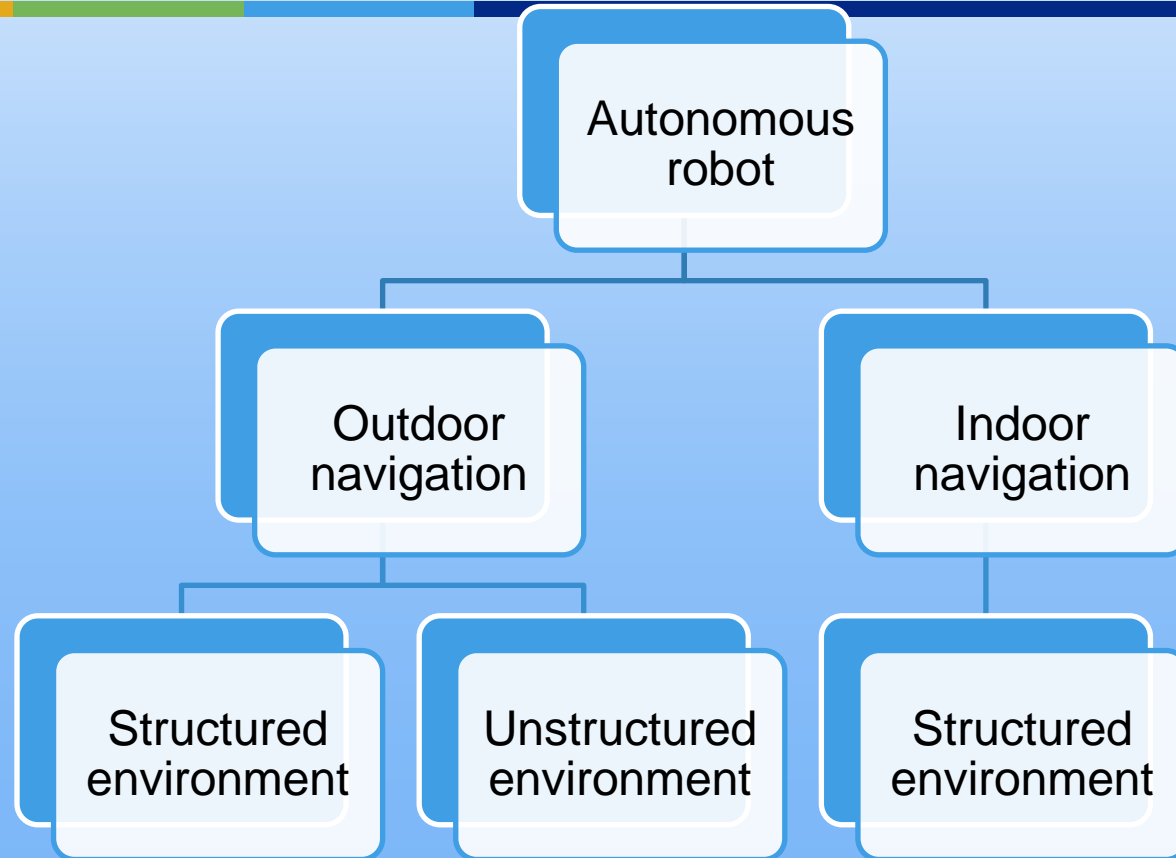 Autonomous
robot
Outdoor
navigation
Indoor
navigation
Structured
environment
Unstructured
environment
Structured
environment